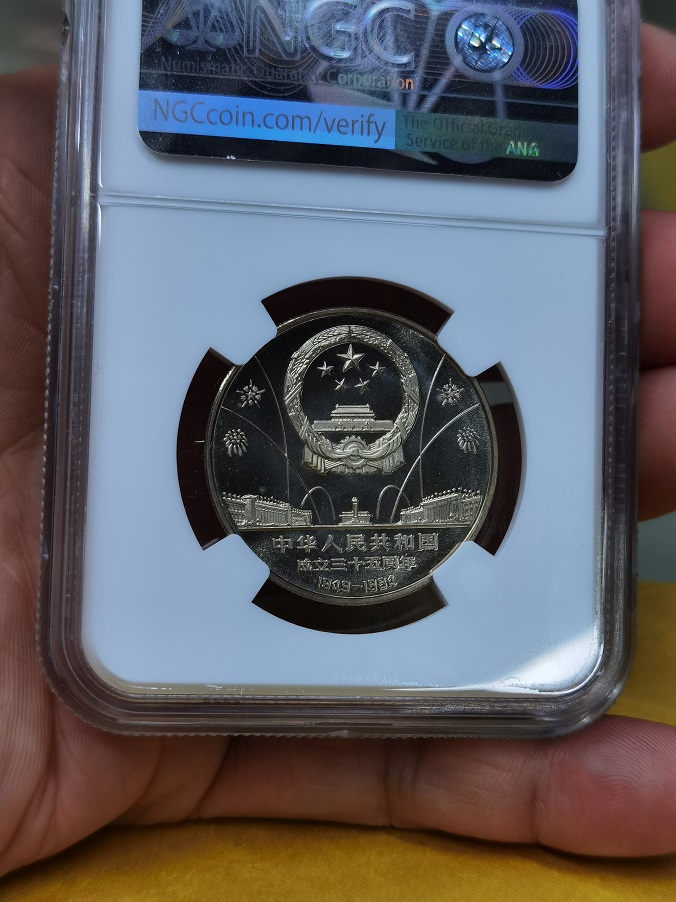 NGC
Numismatic Guaranty Corporation
NGCcoin.com/verify
The Official Grading
Service of the ANA
中华人民共和国
成立三十五周年
1949-1984